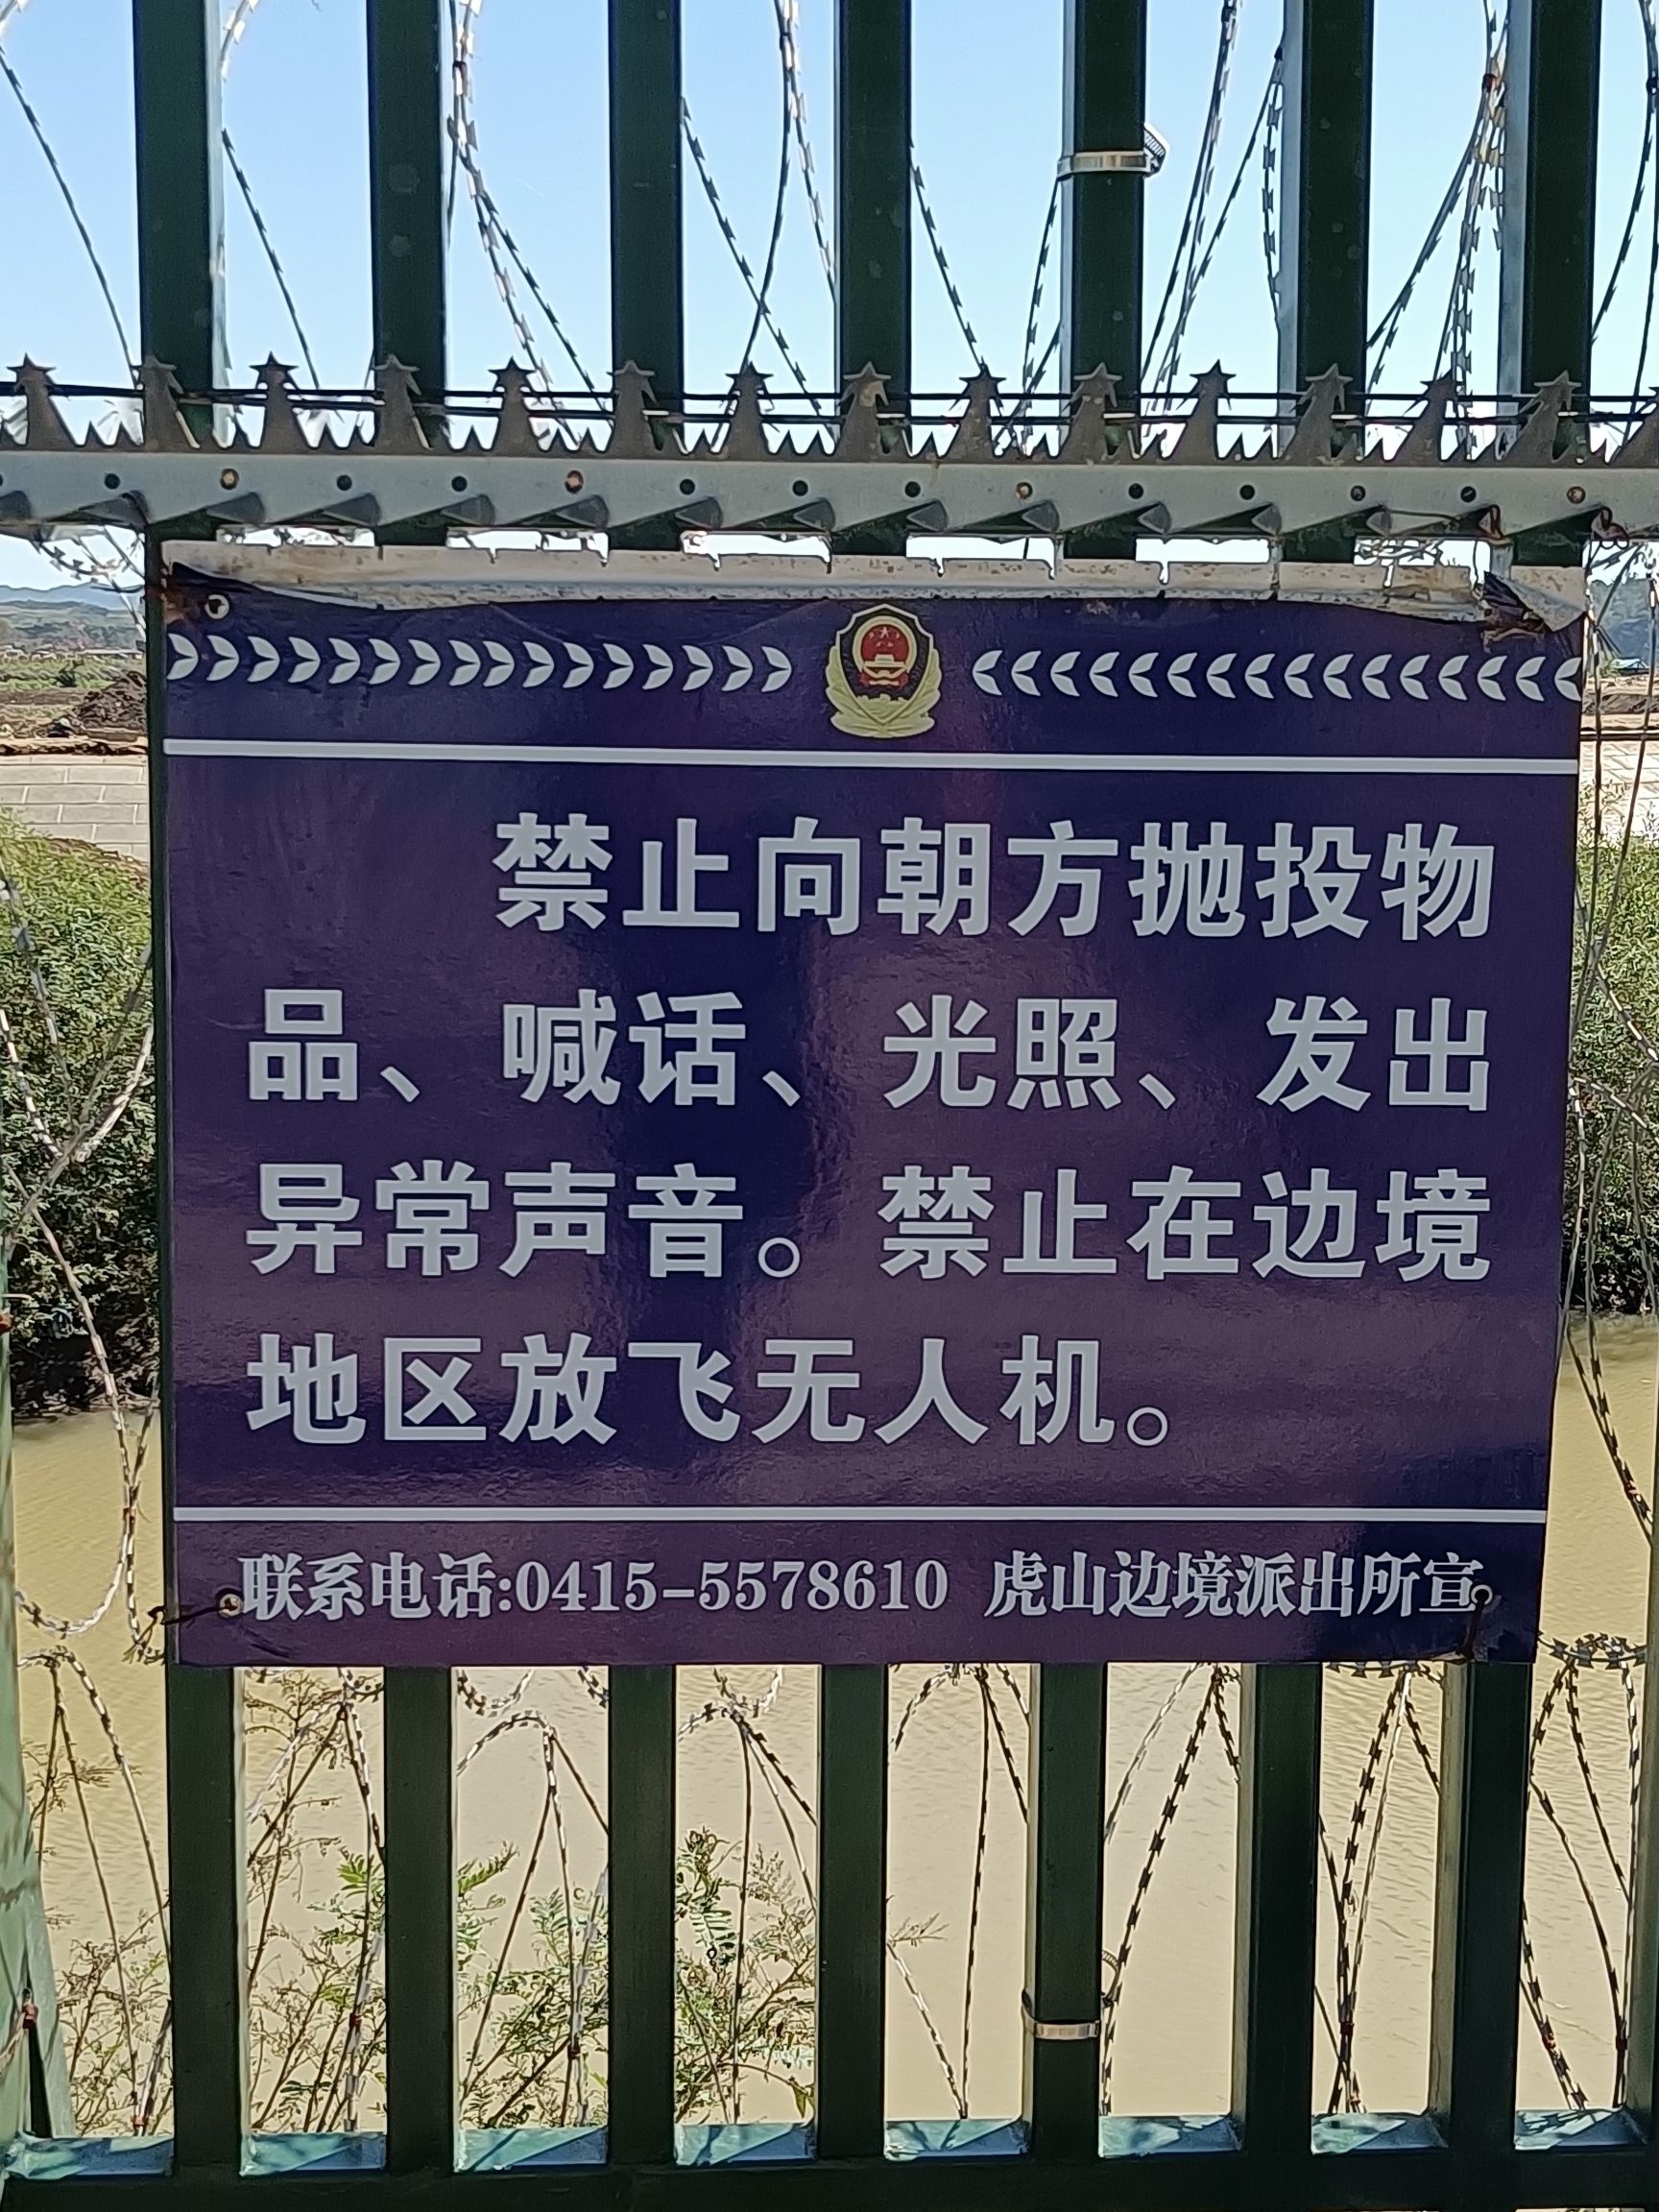 禁止向朝方抛投物
品、喊话、光照、发出
异常声音。禁止在边境
地区放飞无人机。
联系电话:0415-5578610 虎山边境派出所宣